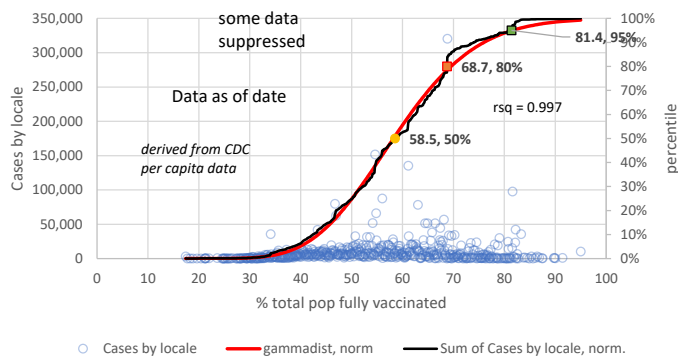 some data
suppressed
Data as of date
derived from CDC
per capita data
rsq = 0.997
81.4, 95%
68.7, 80%
58.5, 50%
Cases by locale
350,000
300,000
250,000
200,000
150,000
100,000
50,000
0
100%
90%
80%
70%
60%
50%
40%
30%
20%
10%
0%
percentile
0 10 20 30 40 50 60 70 80 90 100
% total pop fully vaccinated
Cases by locale gammadist, norm Sum of Cases by locale, norm.